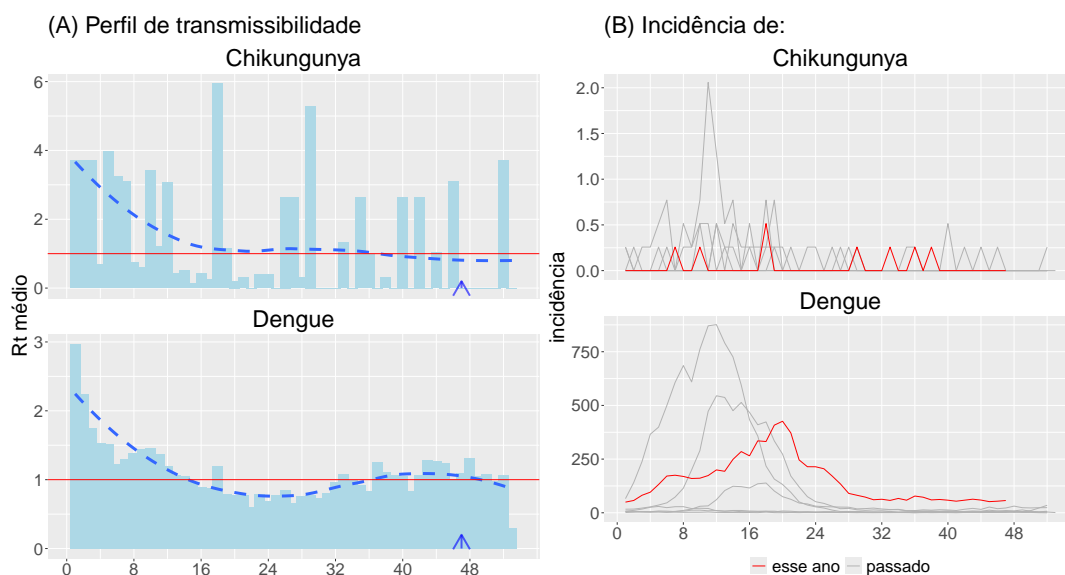 (A) Perfil de transmissibilidade
Chikungunya
6
4
2
0
Dengue
3
2
1
0
0 8 16 24 32 40 48
Rt médio
(B) Incidência de:
Chikungunya
2.0
1.5
1.0
0.5
0.0
Dengue
750
500
250
0
0 8 16 24 32 40 48
incidência
esse ano passado